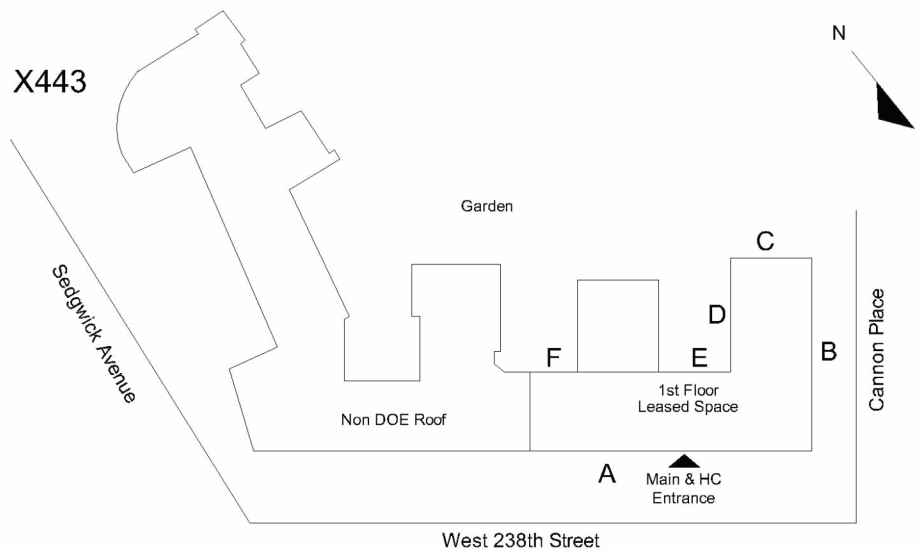 N
X443
Garden
C
Sedgwick Avenue
D
Cannon Place
B
F
E
1st Floor
Leased Space
Non DOE Roof
A
Main & HC
Entrance
West 238th Street